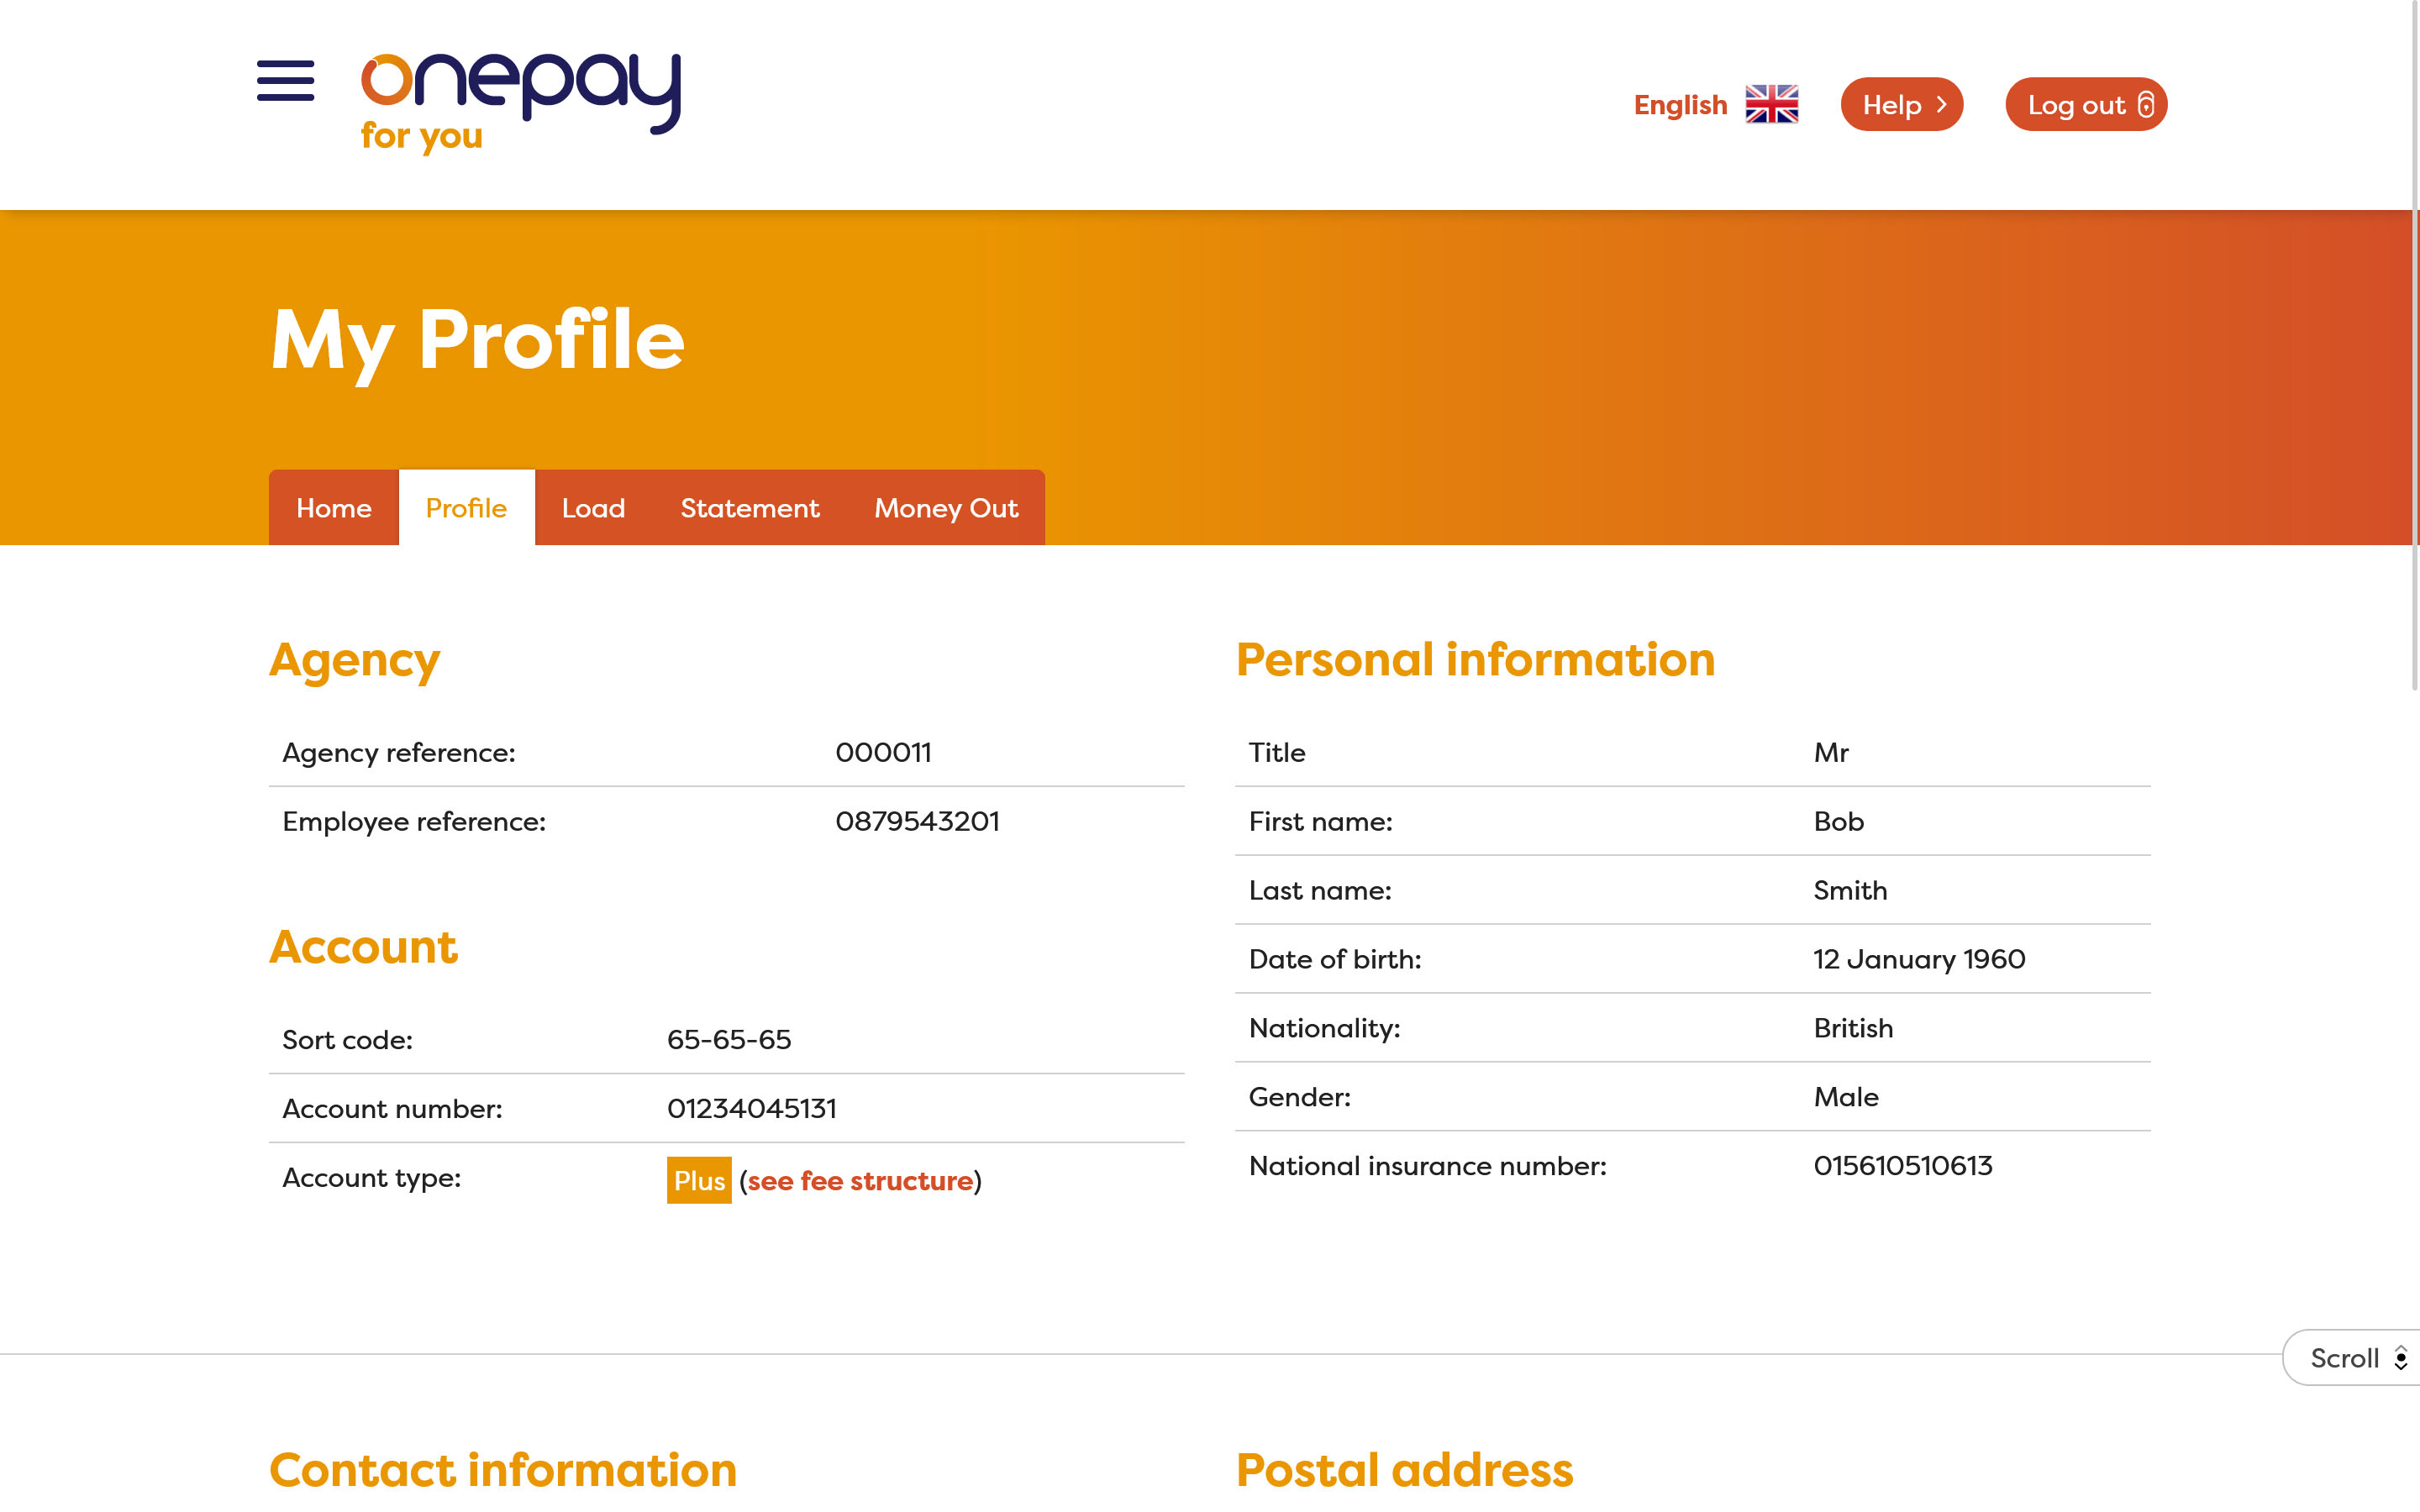 onepay
for you
English
Help
Log out
My Profile
Home
Profile
Load
Statement
Money Out
Agency
Agency reference: 000011
Employee reference: 0879543201
Account
Sort code: 65-65-65
Account number: 01234045131
Account type: Plus (see fee structure)
Personal information
Title Mr
First name: Bob
Last name: Smith
Date of birth: 12 January 1960
Nationality: British
Gender: Male
National insurance number: 015610510613
Scroll
Contact information
Postal address